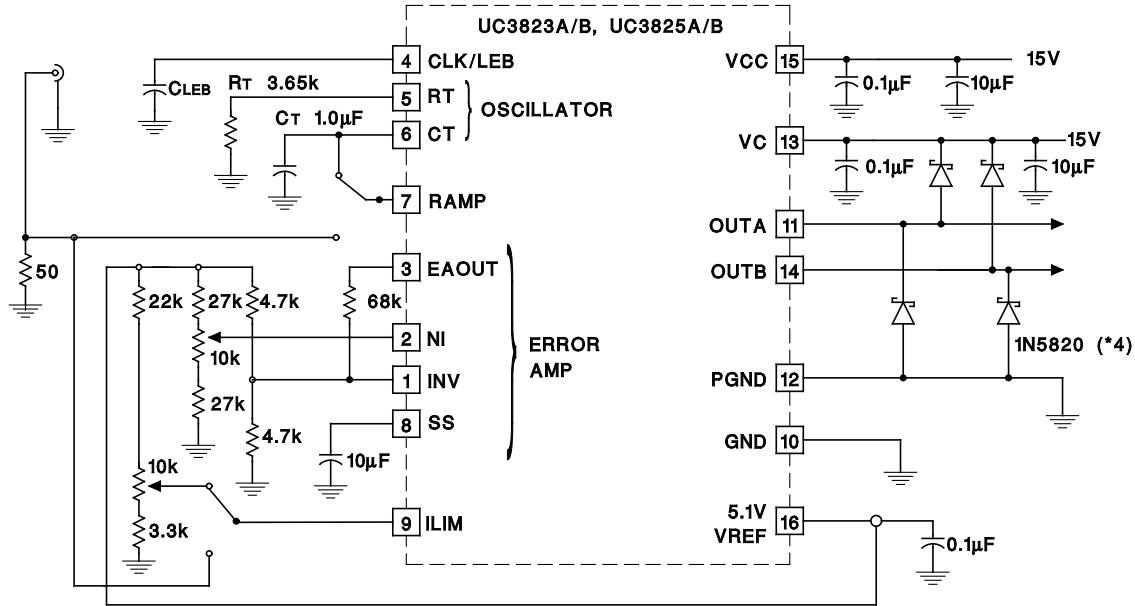 UC3823A/B, UC3825A/B
4 CLK/LEB
CLEB
RT 3.65k
5 RT
OSCILLATOR
CT 1.0µF
6 CT
7 RAMP
50
3 EAOUT
22k
27k
4.7k
68k
2 NI
10k
ERROR
AMP
1 INV
27k
8 SS
4.7k
10µF
10k
3.3k
9 ILIM
VCC 15
15V
0.1µF
10µF
VC 13
15V
0.1µF
10µF
OUTA 11
OUTB 14
1N5820 (*4)
PGND 12
GND 10
5.1V
VREF 16
0.1µF